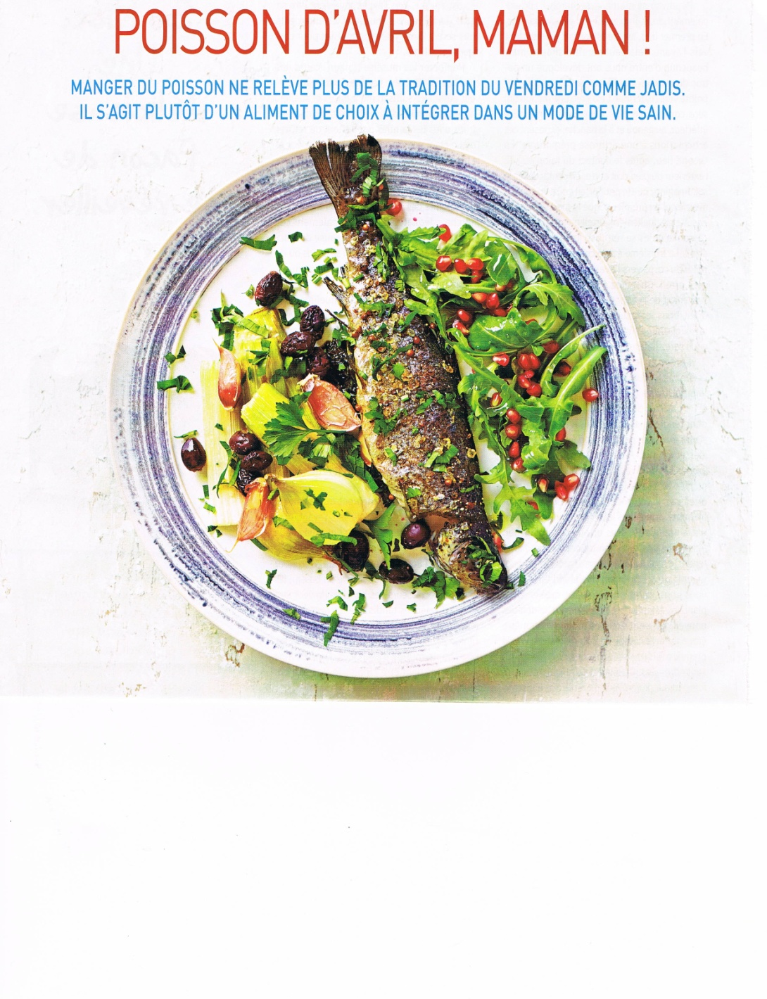 POISSON D'AVRIL, MAMAN !
MANGER DU POISSON NE RELÈVE PLUS DE LA TRADITION DU VENDREDI COMME JADIS.
IL S'AGIT PLUTÔT D'UN ALIMENT DE CHOIX À INTÉGRER DANS UN MODE DE VIE SAIN.